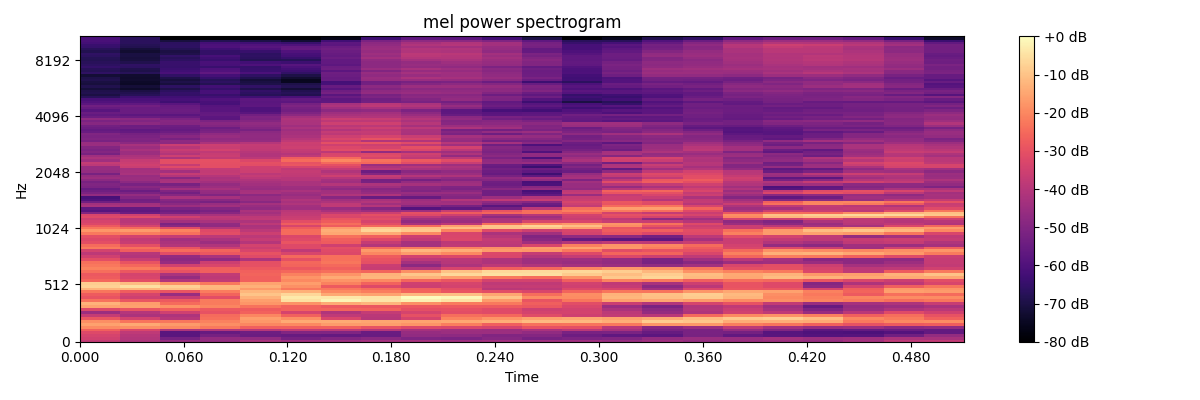 mel power spectrogram
8192
4096
2048
1024
512
0
Hz
0.000 0.060 0.120 0.180 0.240 0.300 0.360 0.420 0.480
Time
+0 dB
-10 dB
-20 dB
-30 dB
-40 dB
-50 dB
-60 dB
-70 dB
-80 dB